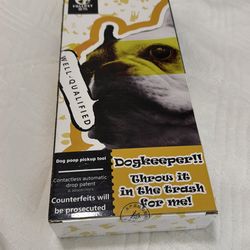 WELL-QUALIFIED
Dog poop pickup tool
Contactless automatic
drop patent
Counterfeits will
be prosecuted
Dogkeeper!!
Throw it
in the trash
for me!